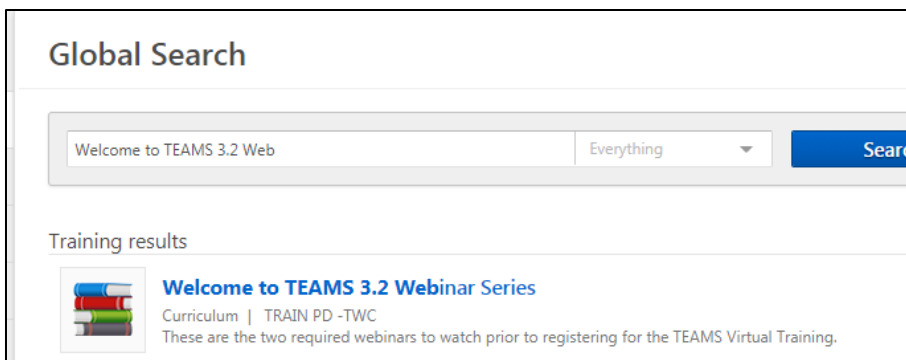 Global Search
Welcome to TEAMS 3.2 Web Everything
Training results
Welcome to TEAMS 3.2 Webinar Series
Curriculum | TRAIN PD -TWC
These are the two required webinars to watch prior to registering for the TEAMS Virtual Training.